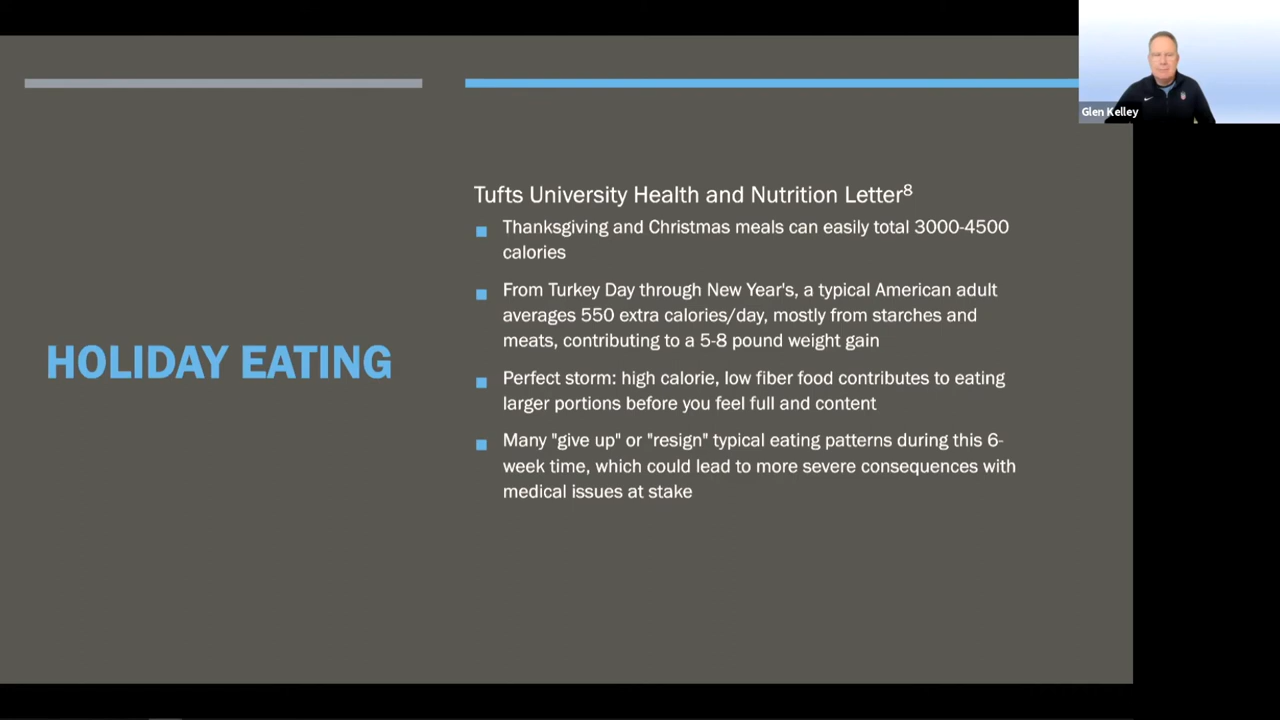 Glen Kelley
Tufts University Health and Nutrition Letter⁸
Thanksgiving and Christmas meals can easily total 3000-4500
calories
From Turkey Day through New Year's, a typical American adult
averages 550 extra calories/day, mostly from starches and
meats, contributing to a 5-8 pound weight gain
HOLIDAY EATING
Perfect storm: high calorie, low fiber food contributes to eating
larger portions before you feel full and content
Many "give up" or "resign" typical eating patterns during this 6-
week time, which could lead to more severe consequences with
medical issues at stake